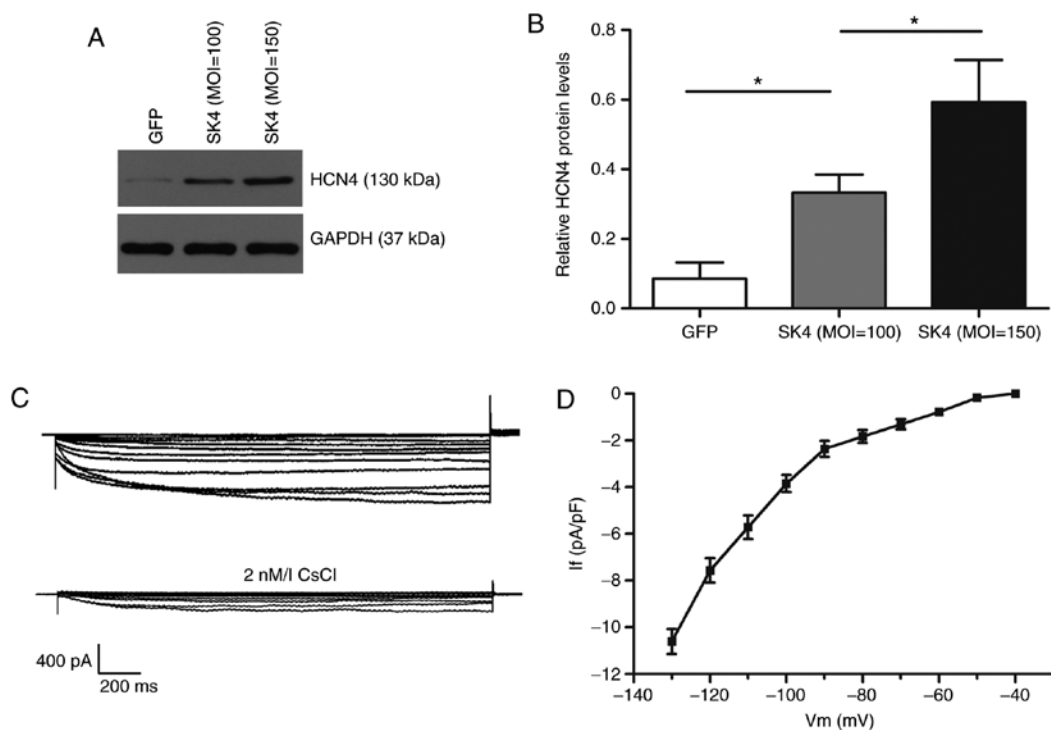 A
GFP
SK4 (MOI=100)
SK4 (MOI=150)
HCN4 (130 kDa)
GAPDH (37 kDa)
B
Relative HCN4 protein levels
0.8
0.6
0.4
0.2
0.0
*
*
GFP
SK4 (MOI=100)
SK4 (MOI=150)
C
2 nM/l CsCl
400 pA
200 ms
D
If (pA/pF)
0
−2
−4
−6
−8
−10
−12
−140
−120
−100
−80
−60
−40
Vm (mV)